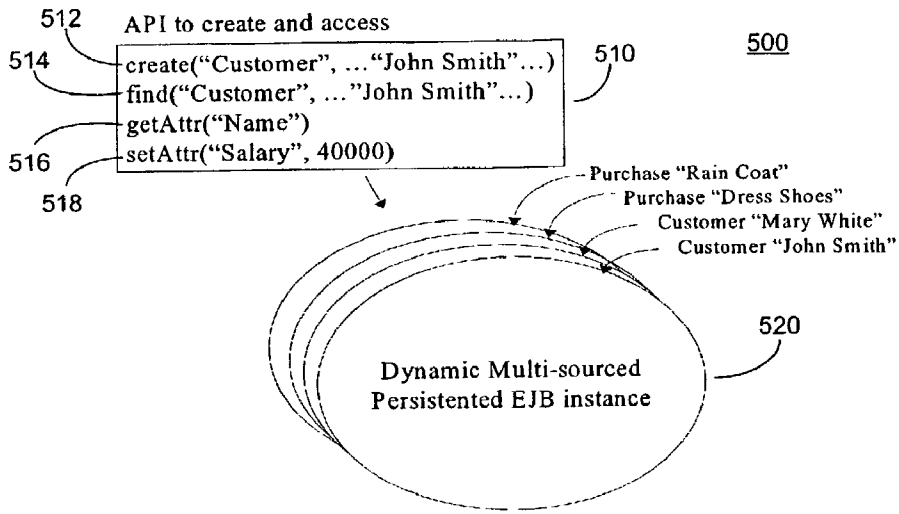 512
API to create and access
500
514
create("Customer", ..."John Smith"...)
510
find("Customer", ..."John Smith"...)
getAttr("Name")
516
setAttr("Salary", 40000)
518
Purchase "Rain Coat"
Purchase "Dress Shoes"
Customer "Mary White"
Customer "John Smith"
520
Dynamic Multi-sourced
Persistented EJB instance